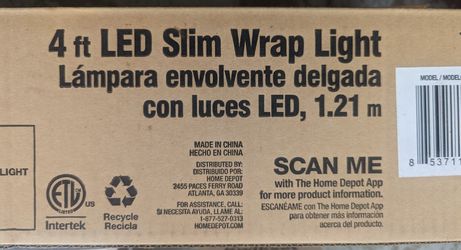 4 ft LED Slim Wrap Light
Lámpara envolvente delgada
con luces LED, 1.21 m
MODEL / MODEL
853711
LIGHT
ETL
Intertek
Recycle
Recicla
MADE IN CHINA
HECHO EN CHINA
DISTRIBUTED BY:
DISTRIBUIDO POR:
HOME DEPOT
2455 PACES FERRY ROAD
ATLANTA, GA 30339
FOR ASSISTANCE, CALL:
SI NECESITA AYUDA, LLAME AL:
1-877-527-0313
HOMEDEPOT.COM
SCAN ME
with The Home Depot App
for more product information.
ESCANÉAME con The Home Depot App
para obtener más información
acerca del producto.